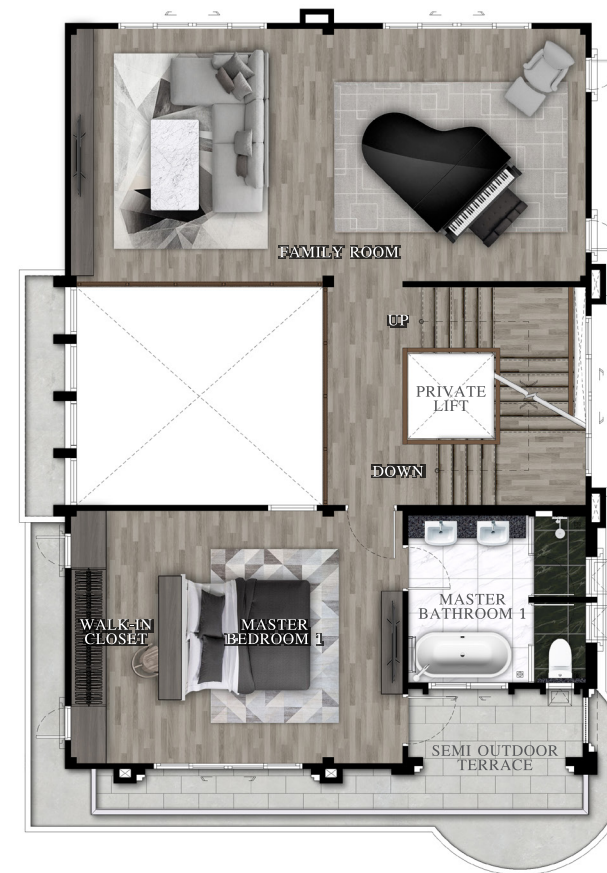 FAMILY ROOM
UP
PRIVATE
LIFT
DOWN
WALK-IN
CLOSET
MASTER
BEDROOM 1
MASTER
BATHROOM 1
SEMI OUTDOOR
TERRACE